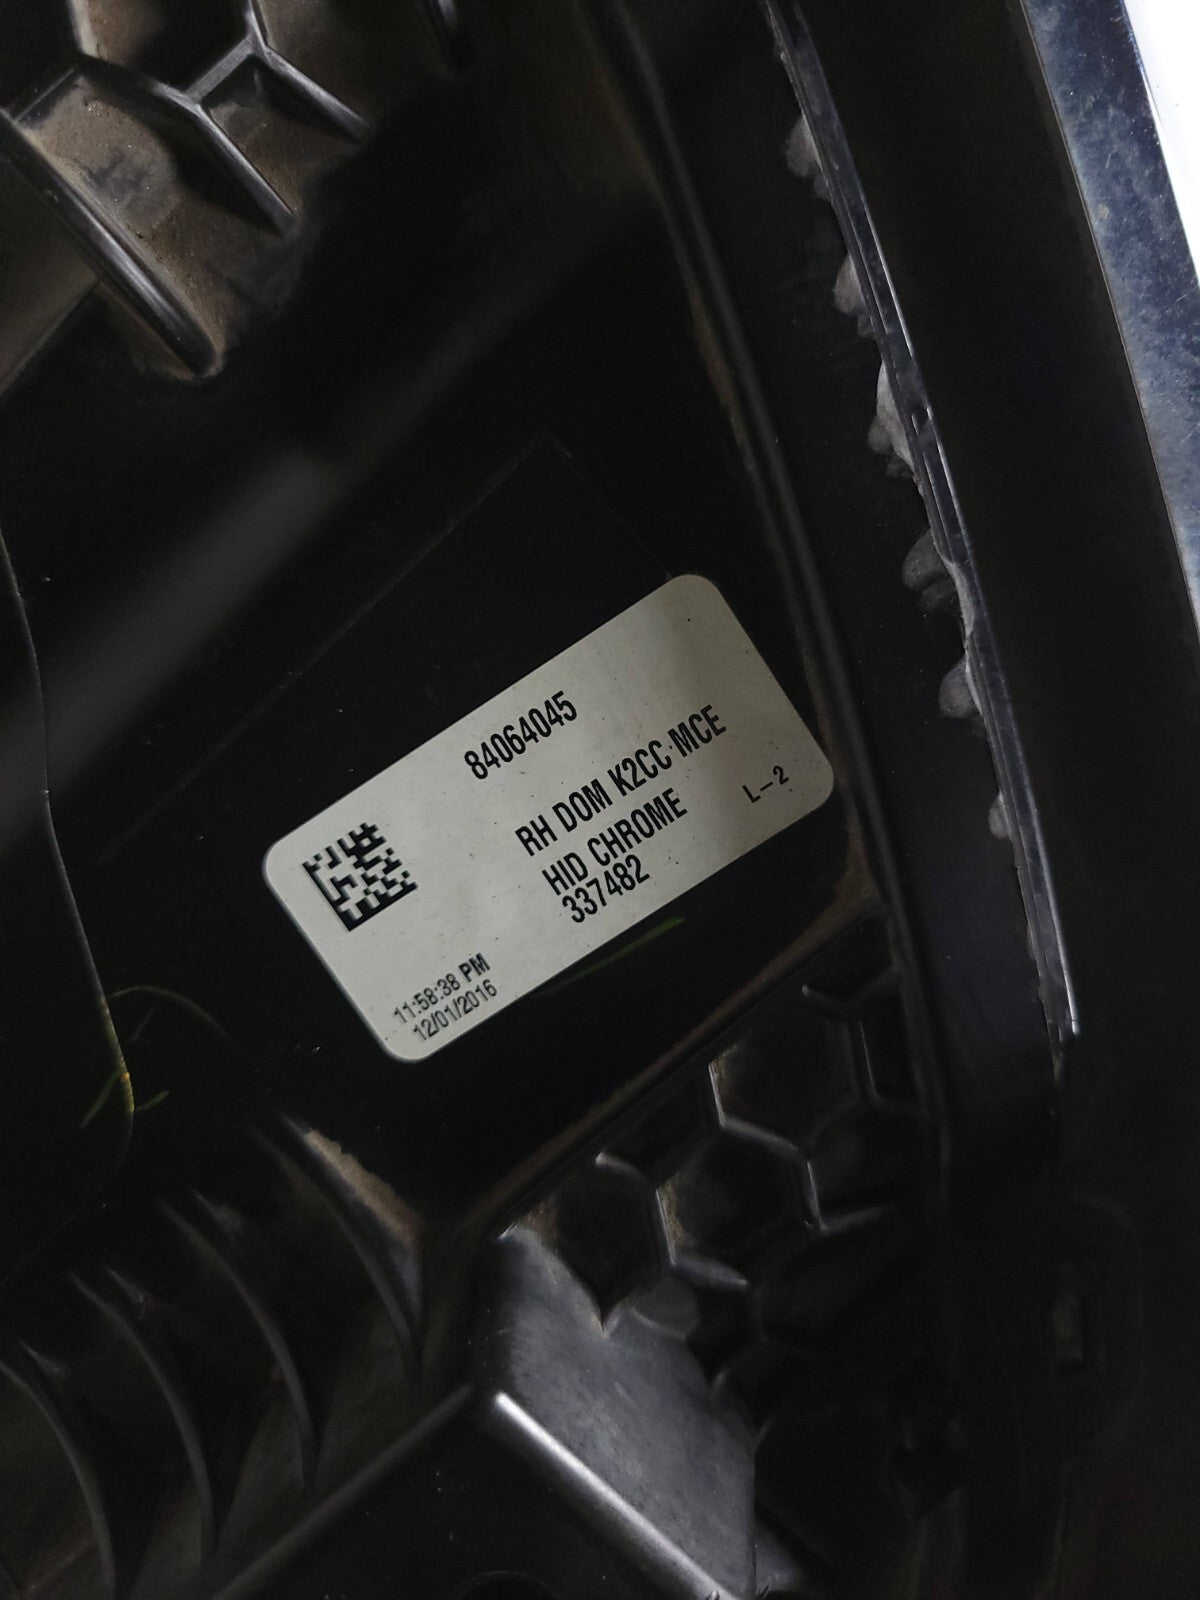 84064045
RH DOM K2CC MCE
HID CHROME
337482
L-2
11:58:38 PM
12/01/2016